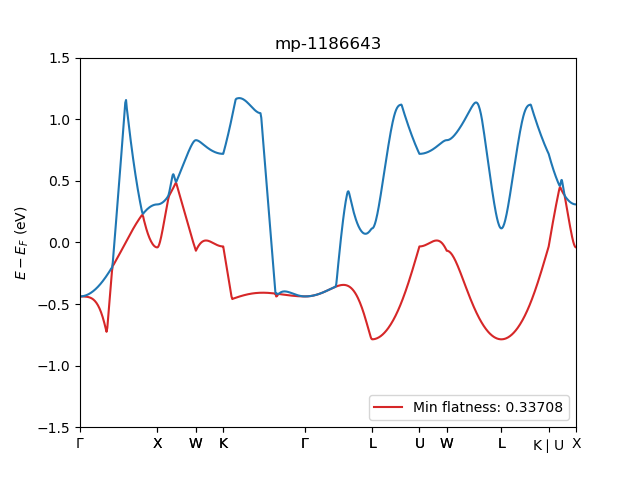 mp-1186643
1.5
1.0
0.5
0.0
−0.5
−1.0
−1.5
E − E_F (eV)
Min flatness: 0.33708
Γ X W K Γ L U W L K | U X